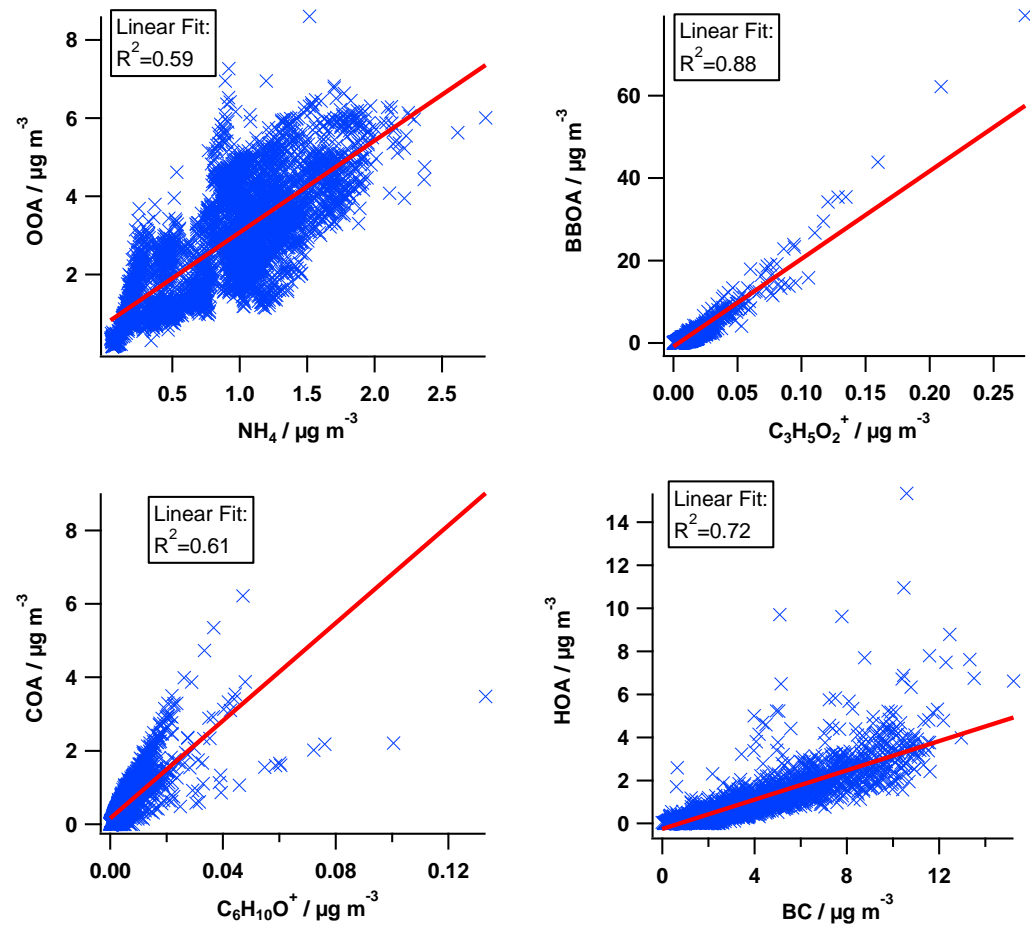 Linear Fit:
R²=0.59
OOA / µg m⁻³
8
6
4
2
0.5 1.0 1.5 2.0 2.5
NH₄ / µg m⁻³
Linear Fit:
R²=0.88
BBOA / µg m⁻³
60
40
20
0
0.00 0.05 0.10 0.15 0.20 0.25
C₃H₅O₂⁺ / µg m⁻³
Linear Fit:
R²=0.61
COA / µg m⁻³
8
6
4
2
0
0.00 0.04 0.08 0.12
C₆H₁₀O⁺ / µg m⁻³
Linear Fit:
R²=0.72
HOA / µg m⁻³
14
12
10
8
6
4
2
0
0 4 8 12
BC / µg m⁻³